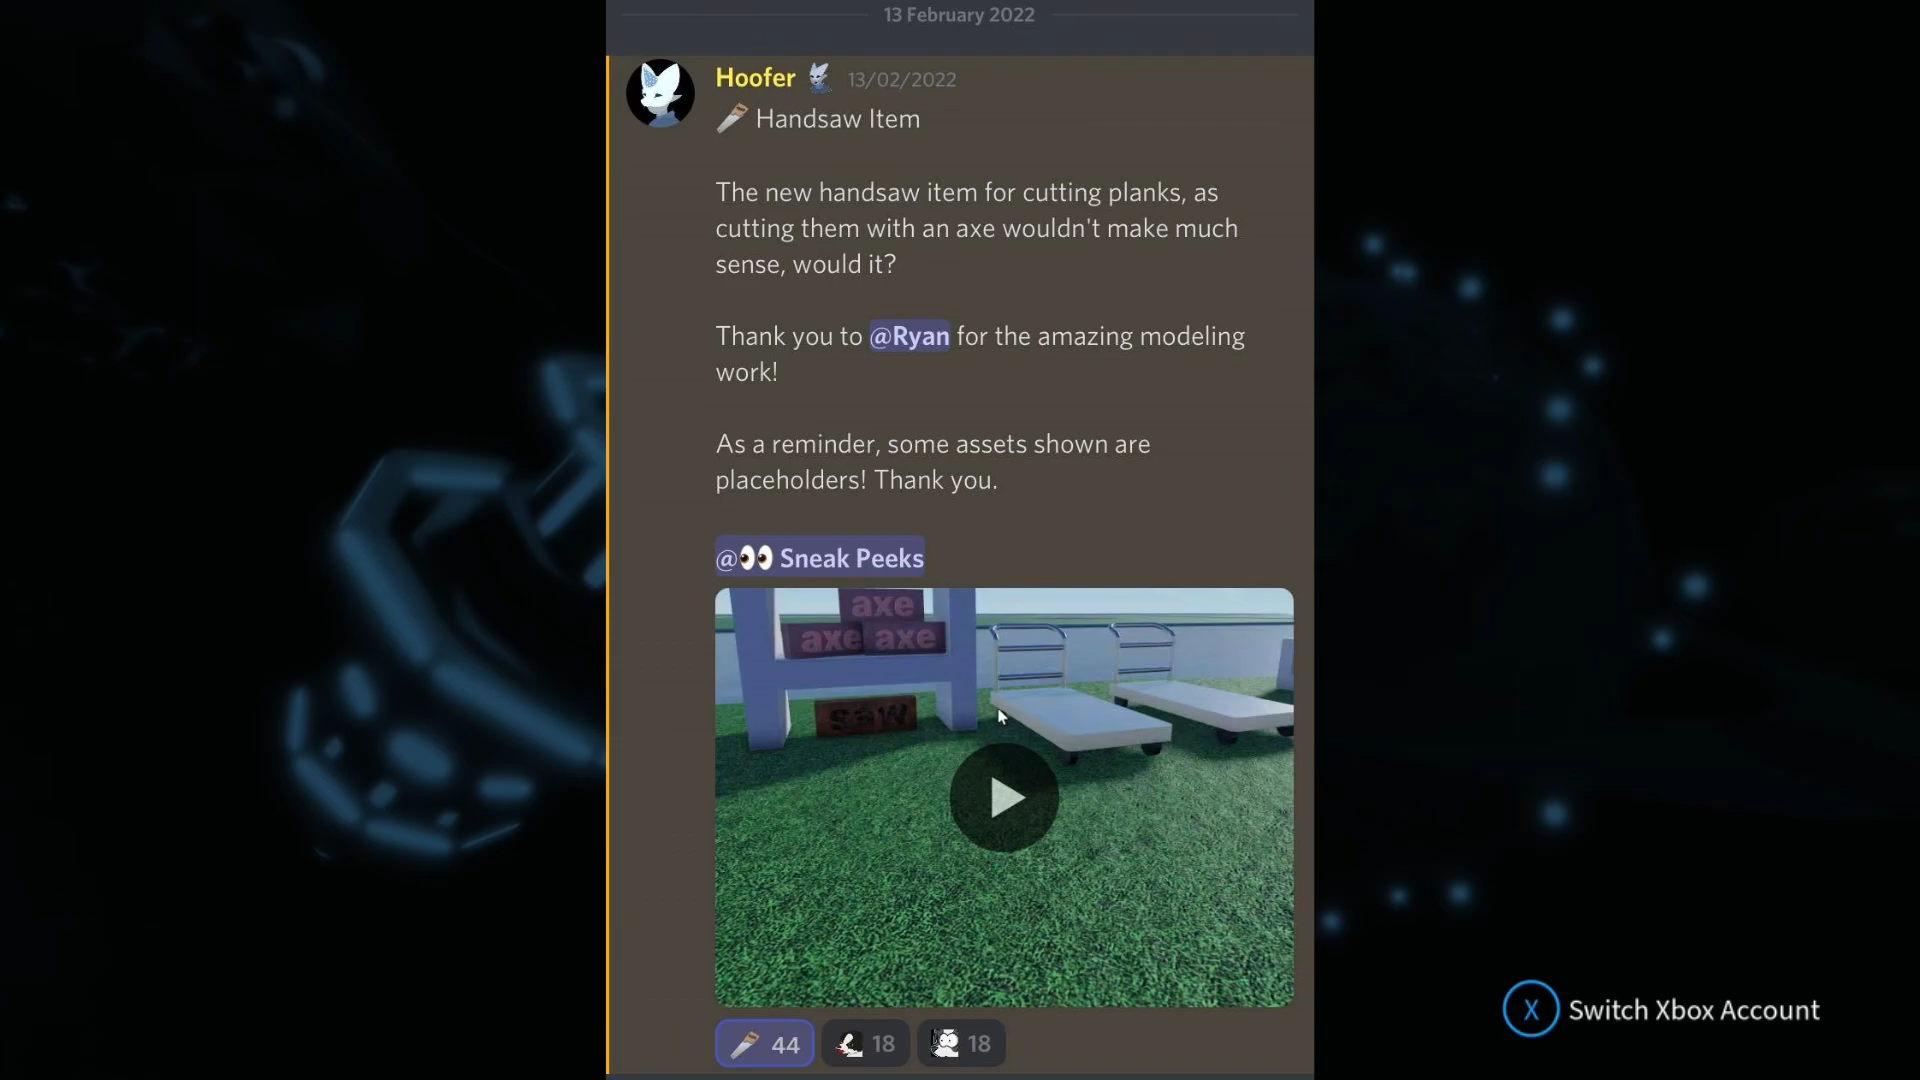 13 February 2022
Hoofer 13/02/2022
Handsaw Item
The new handsaw item for cutting planks, as
cutting them with an axe wouldn't make much
sense, would it?
Thank you to @Ryan for the amazing modeling
work!
As a reminder, some assets shown are
placeholders! Thank you.
@👀 Sneak Peeks
axe
axe axe
saw
44 18 18
X Switch Xbox Account